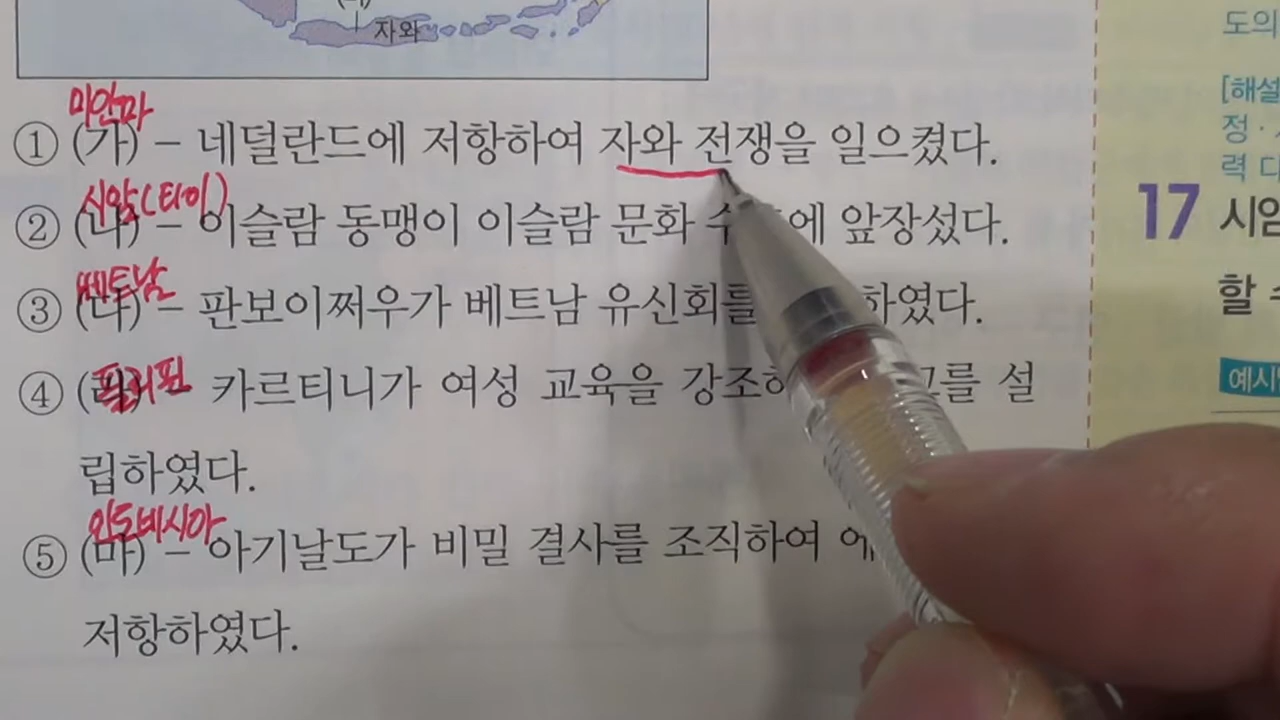 자와
미얀마
① (가) – 네덜란드에 저항하여 자와 전쟁을 일으켰다.
시암(타이)
② (나) – 이슬람 동맹이 이슬람 문화 수 에 앞장섰다.
베트남
③ (다) – 판보이쩌우가 베트남 유신회를 하였다.
필리핀
④ (라) 카르티니가 여성 교육을 강조하 를 설
립하였다.
인도네시아
⑤ (마) – 아기날도가 비밀 결사를 조직하여
저항하였다.
도의
[해설
정·
력 다
17 시암
할 수
예시